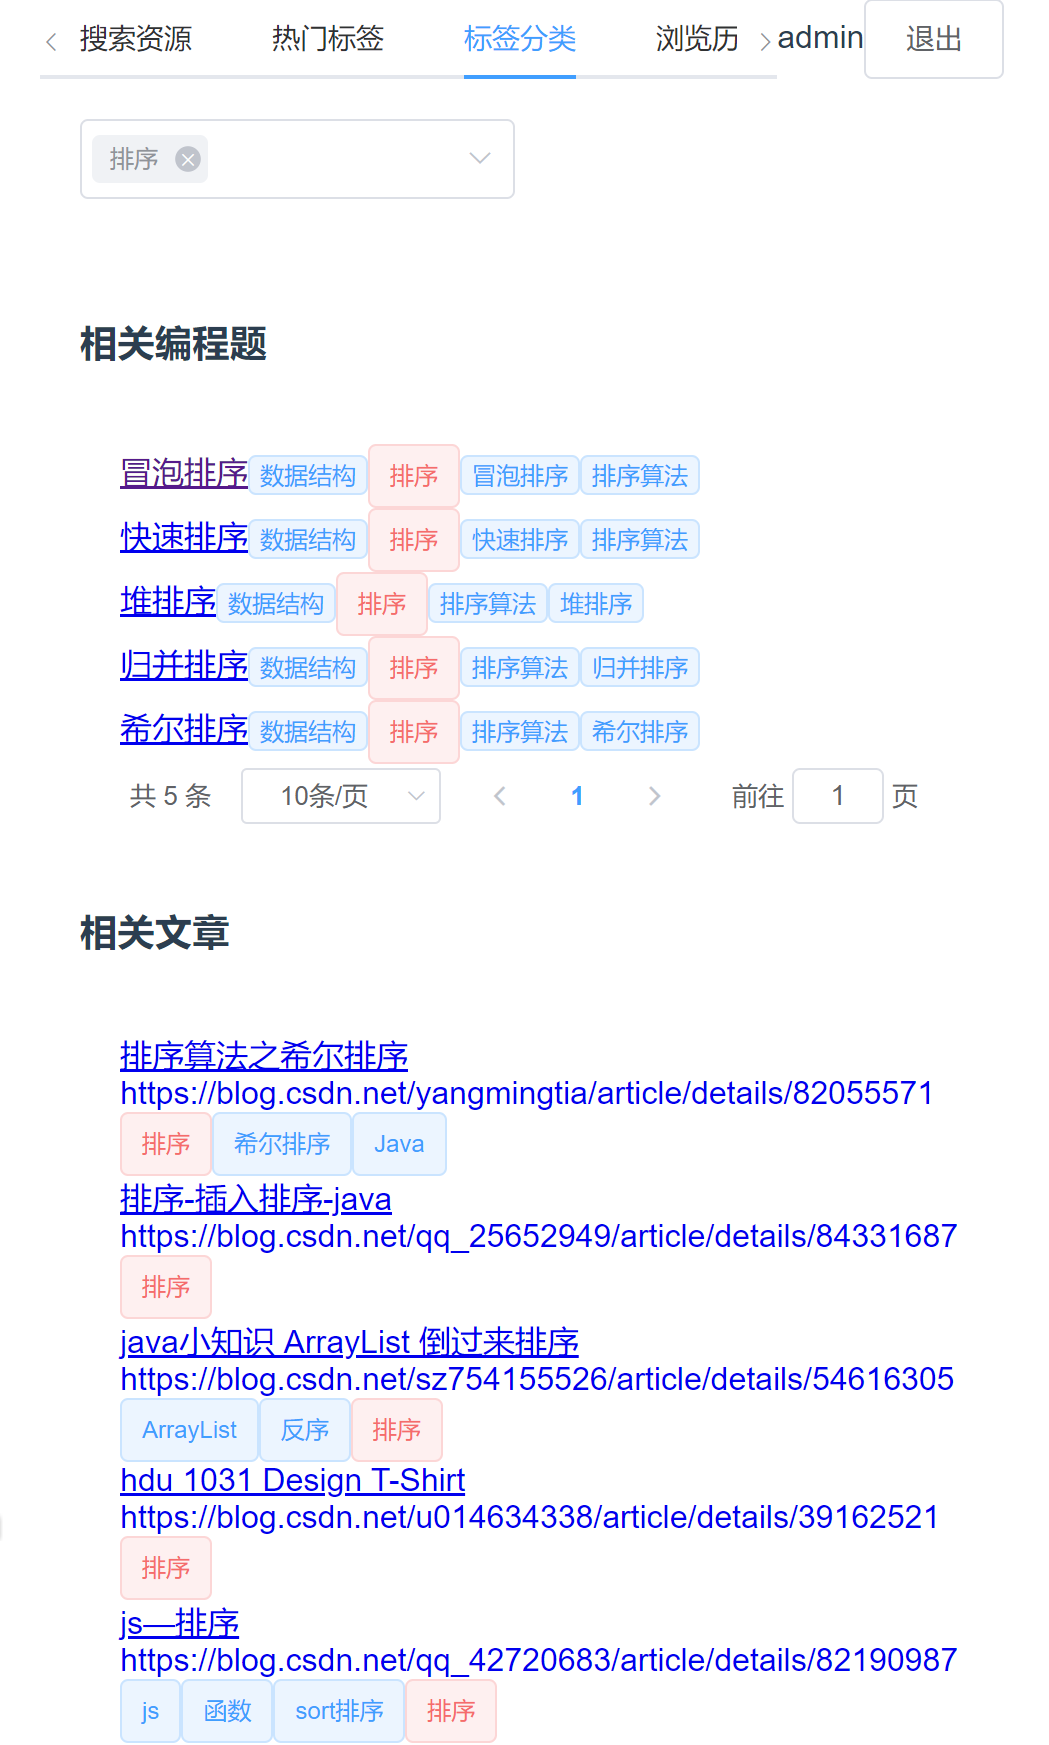 搜索资源 热门标签 标签分类 浏览历 admin 退出
排序
相关编程题
冒泡排序 数据结构 排序 冒泡排序 排序算法
快速排序 数据结构 排序 快速排序 排序算法
堆排序 数据结构 排序 排序算法 堆排序
归并排序 数据结构 排序 排序算法 归并排序
希尔排序 数据结构 排序 排序算法 希尔排序
共 5 条 10条/页 1 前往 1 页
相关文章
排序算法之希尔排序
https://blog.csdn.net/yangmingtia/article/details/82055571
排序 希尔排序 Java
排序-插入排序-java
https://blog.csdn.net/qq_25652949/article/details/84331687
排序
java小知识 ArrayList 倒过来排序
https://blog.csdn.net/sz754155526/article/details/54616305
ArrayList 反序 排序
hdu 1031 Design T-Shirt
https://blog.csdn.net/u014634338/article/details/39162521
排序
js—排序
https://blog.csdn.net/qq_42720683/article/details/82190987
js 函数 sort排序 排序